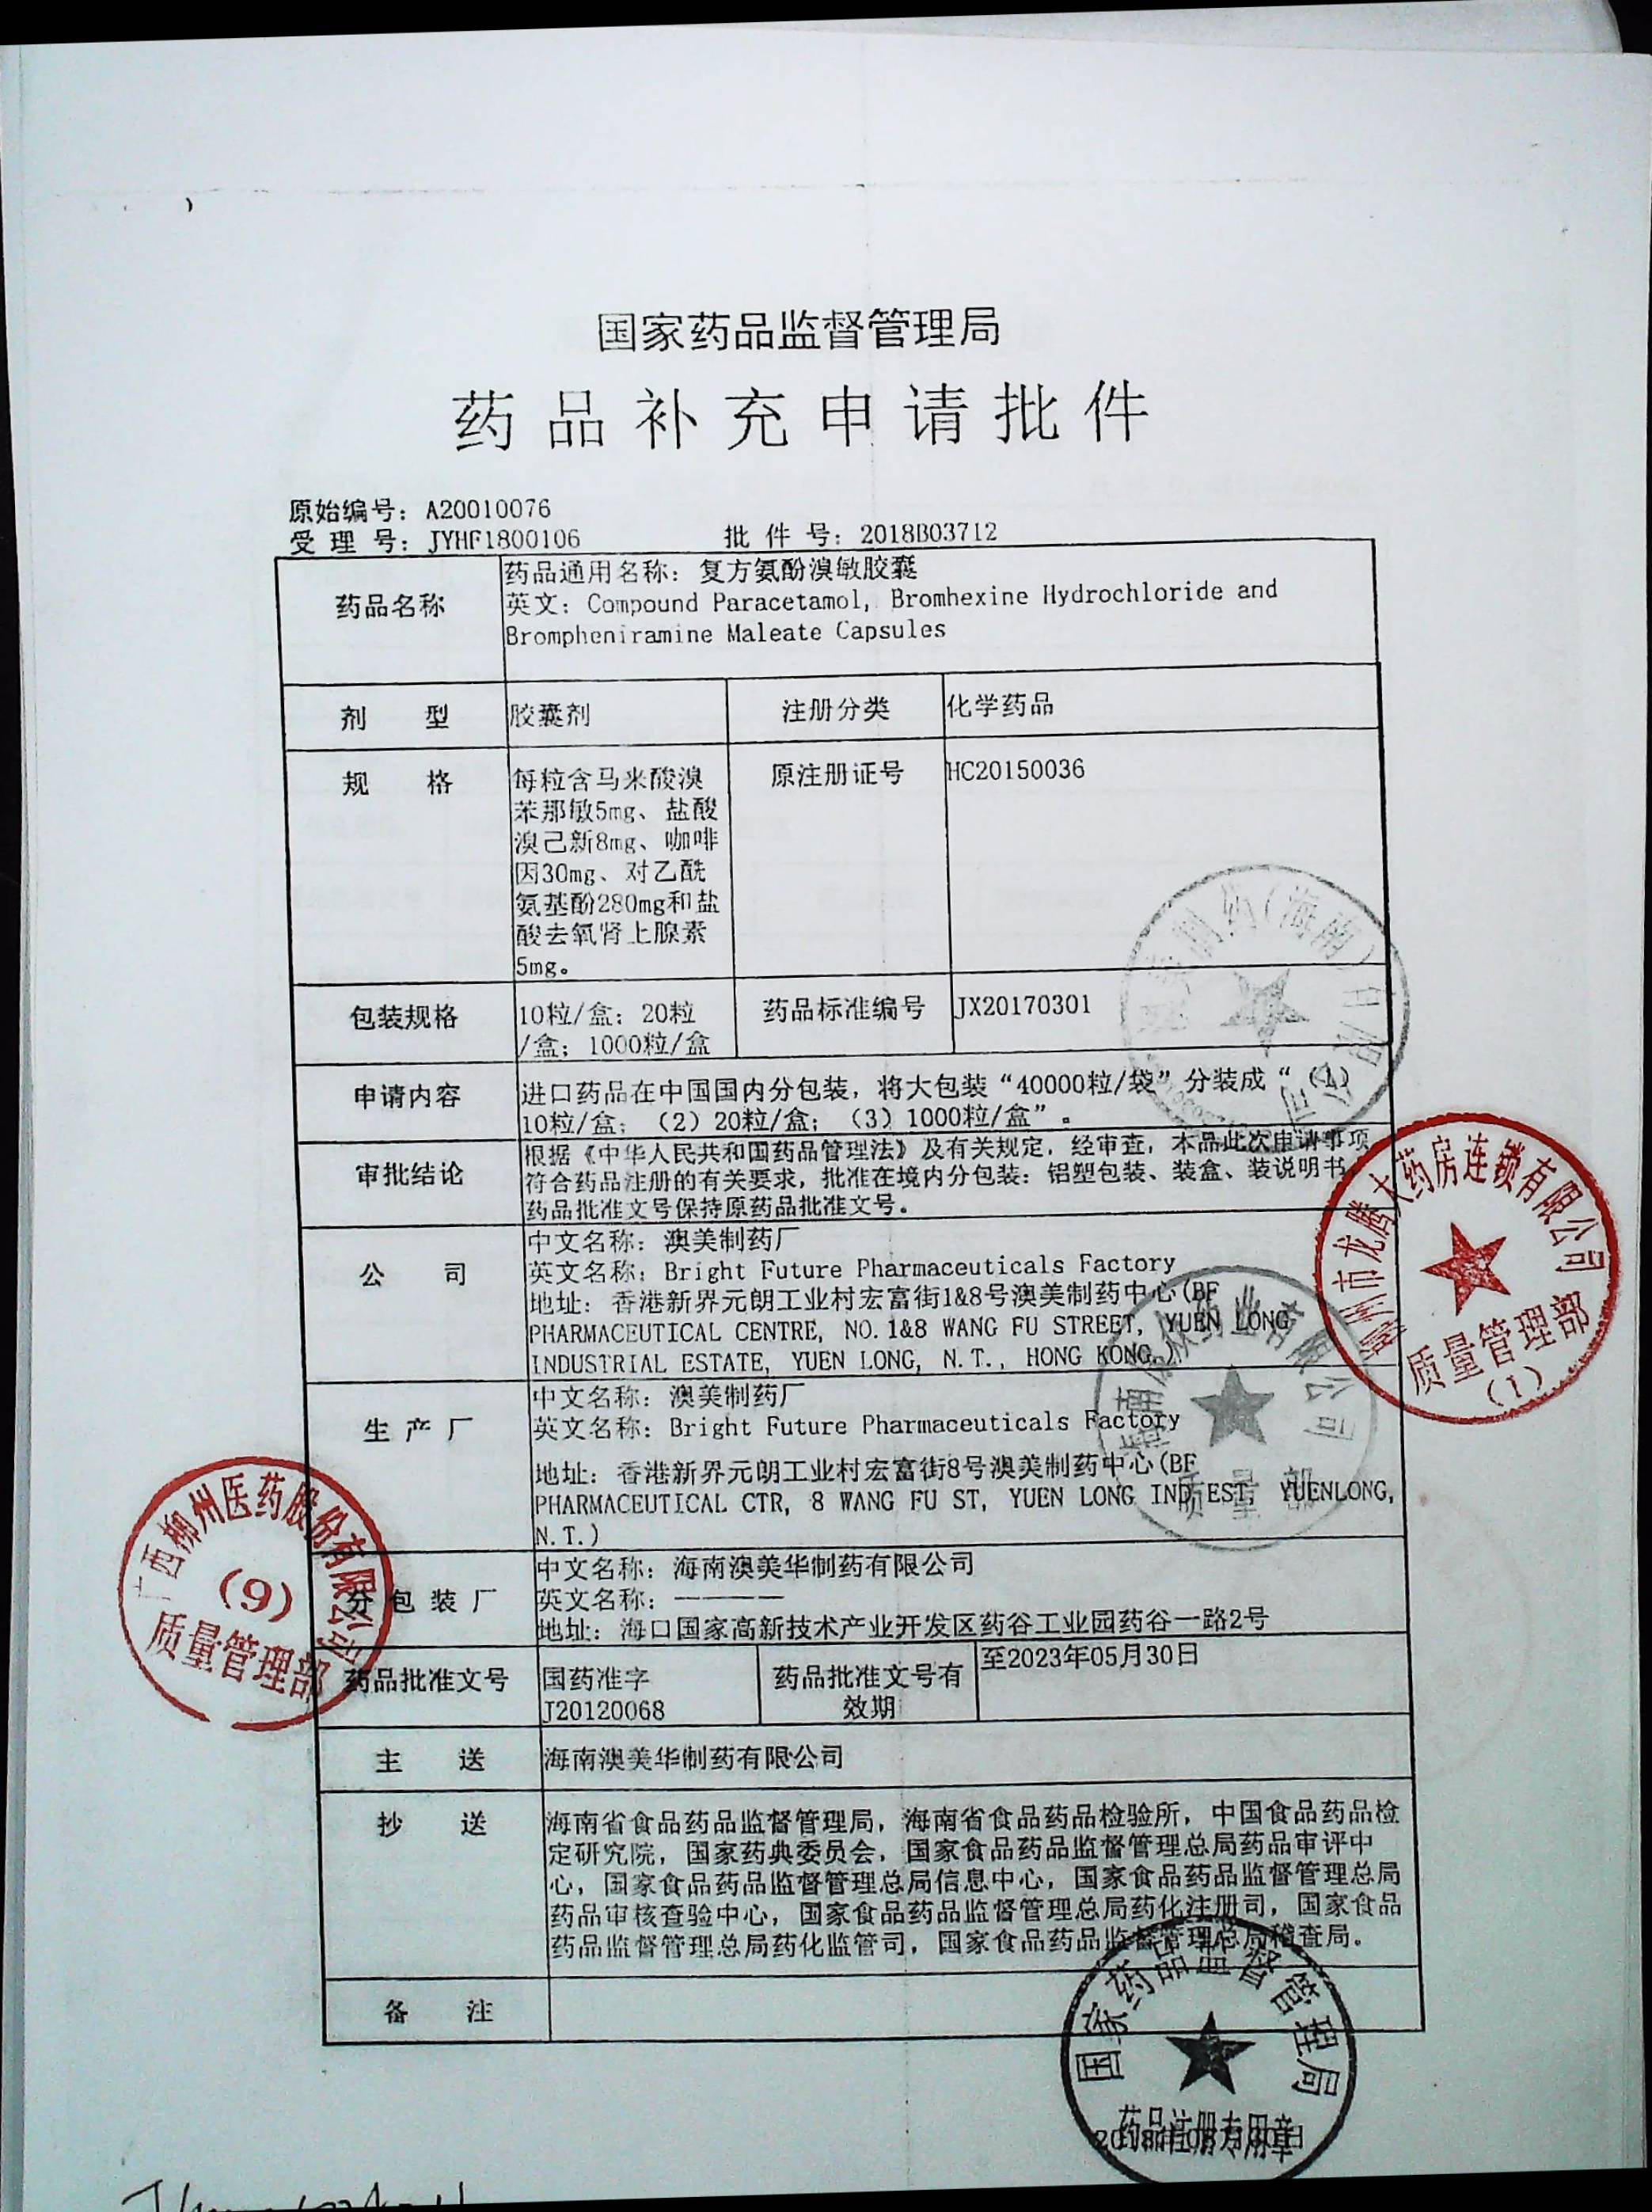 国家药品监督管理局
药品补充申请批件
原始编号：A20010076
受 理 号：JYHF1800106 批 件 号：2018B03712
药品名称
药品通用名称：复方氨酚溴敏胶囊
英文：Compound Paracetamol, Bromhexine Hydrochloride and
Brompheniramine Maleate Capsules
剂 型 胶囊剂 注册分类 化学药品
规 格
每粒含马来酸溴
苯那敏5mg、盐酸
溴己新8mg、咖啡
因30mg、对乙酰
氨基酚280mg和盐
酸去氧肾上腺素
5mg。
原注册证号 HC20150036
包装规格
10粒/盒；20粒
/盒；1000粒/盒
药品标准编号 JX20170301
申请内容
进口药品在中国国内分包装，将大包装“40000粒/袋”分装成“（1）
10粒/盒；（2）20粒/盒；（3）1000粒/盒”。
审批结论
根据《中华人民共和国药品管理法》及有关规定，经审查，本品此次申请事项
符合药品注册的有关要求，批准在境内分包装：铝塑包装、装盒、装说明书
药品批准文号保持原药品批准文号。
公 司
中文名称：澳美制药厂
英文名称：Bright Future Pharmaceuticals Factory
地址：香港新界元朗工业村宏富街1&8号澳美制药中心(BF
PHARMACEUTICAL CENTRE, NO.1&8 WANG FU STREET, YUEN LONG
INDUSTRIAL ESTATE, YUEN LONG, N.T., HONG KONG.)
生 产 厂
中文名称：澳美制药厂
英文名称：Bright Future Pharmaceuticals Factory
地址：香港新界元朗工业村宏富街8号澳美制药中心(BF
PHARMACEUTICAL CTR, 8 WANG FU ST, YUEN LONG IND EST, YUENLONG,
N.T.)
分 包 装 厂
中文名称：海南澳美华制药有限公司
英文名称：————
地址：海口国家高新技术产业开发区药谷工业园药谷一路2号
药品批准文号
国药准字
J20120068
药品批准文号有
效期
至2023年05月30日
主 送 海南澳美华制药有限公司
抄 送
海南省食品药品监督管理局，海南省食品药品检验所，中国食品药品检
定研究院，国家药典委员会，国家食品药品监督管理总局药品审评中
心，国家食品药品监督管理总局信息中心，国家食品药品监督管理总局
药品审核查验中心，国家食品药品监督管理总局药化注册司，国家食品
药品监督管理总局药化监管司，国家食品药品监督管理总局稽查局。
备 注
制药（海南）有限公司
柳州市龙腾大药房连锁有限公司
质量管理部
（1）
药业有限公司
质量部
广西柳州医药股份有限公司
（9）
质量管理部
国家药品监督管理局
药品注册专用章